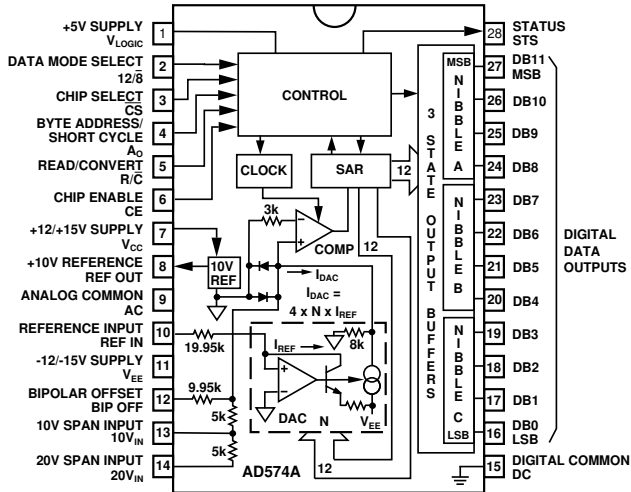 +5V SUPPLY
VLOGIC
1
DATA MODE SELECT
12/8̅
2
CHIP SELECT
C̅S̅
3
BYTE ADDRESS/
SHORT CYCLE
AO
4
READ/CONVERT
R/C̅
5
CHIP ENABLE
CE
6
+12/+15V SUPPLY
VCC
7
+10V REFERENCE
REF OUT
8
ANALOG COMMON
AC
9
REFERENCE INPUT
REF IN
10
-12/-15V SUPPLY
VEE
11
BIPOLAR OFFSET
BIP OFF
12
10V SPAN INPUT
10VIN
13
20V SPAN INPUT
20VIN
14
CONTROL
CLOCK
SAR
12
3k
COMP
12
10V
REF
IDAC
IDAC =
4 x N x IREF
19.95k
IREF
8k
9.95k
5k
5k
DAC
N
VEE
12
AD574A
3 STATE OUTPUT BUFFERS
MSB
NIBBLE A
NIBBLE B
NIBBLE C
LSB
28
STATUS
STS
27
DB11
MSB
26
DB10
25
DB9
24
DB8
23
DB7
22
DB6
21
DB5
20
DB4
19
DB3
18
DB2
17
DB1
16
DB0
LSB
15
DIGITAL COMMON
DC
DIGITAL
DATA
OUTPUTS